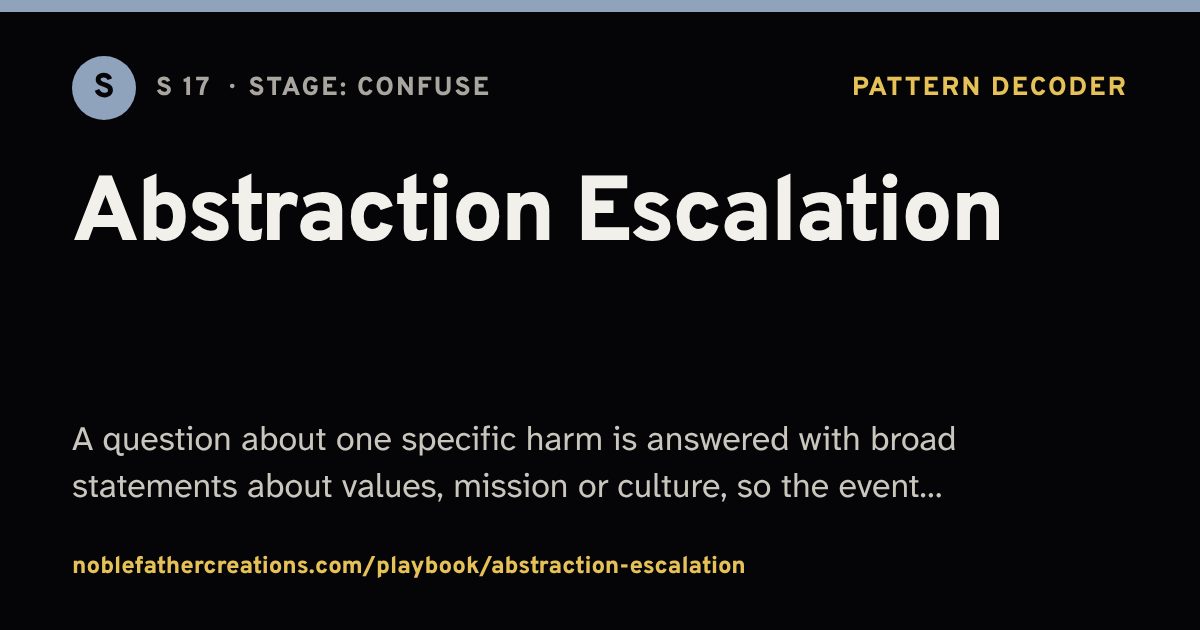 S
S 17 · STAGE: CONFUSE
PATTERN DECODER
Abstraction Escalation
A question about one specific harm is answered with broad
statements about values, mission or culture, so the event...
noblefathercreations.com/playbook/abstraction-escalation